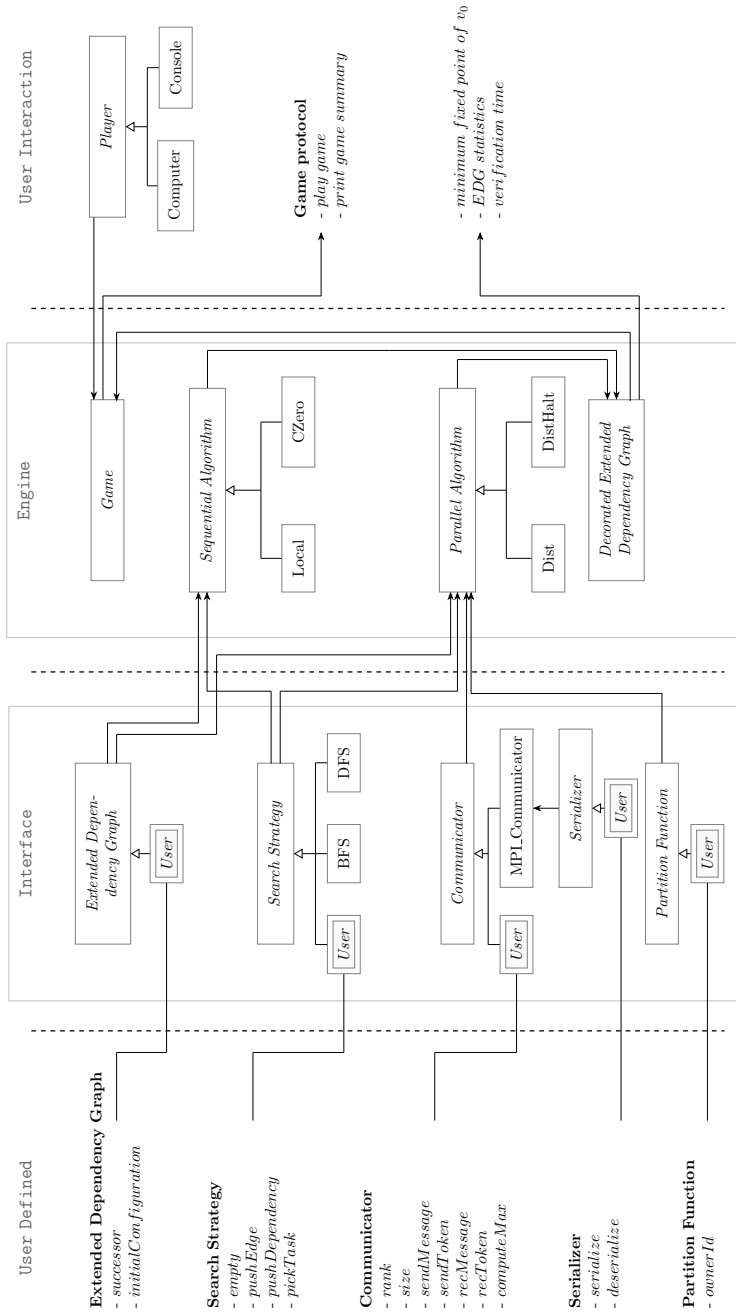 User Defined
Extended Dependency Graph
- successor
- initialConfiguration
Search Strategy
- empty
- pushEdge
- pushDependency
- pickTask
Communicator
- rank
- size
- sendMessage
- sendToken
- recMessage
- recToken
- computeMax
Serializer
- serialize
- deserialize
Partition Function
- ownerId
Interface
Extended Depen-
dency Graph
User
Search Strategy
User
BFS
DFS
Communicator
User
MPI_Communicator
Serializer
User
Partition Function
User
Engine
Game
Sequential Algorithm
Local
CZero
Parallel Algorithm
Dist
DistHalt
Decorated Extended
Dependency Graph
User Interaction
Player
Computer
Console
Game protocol
- play game
- print game summary
- minimum fixed point of v₀
- EDG statistics
- verification time